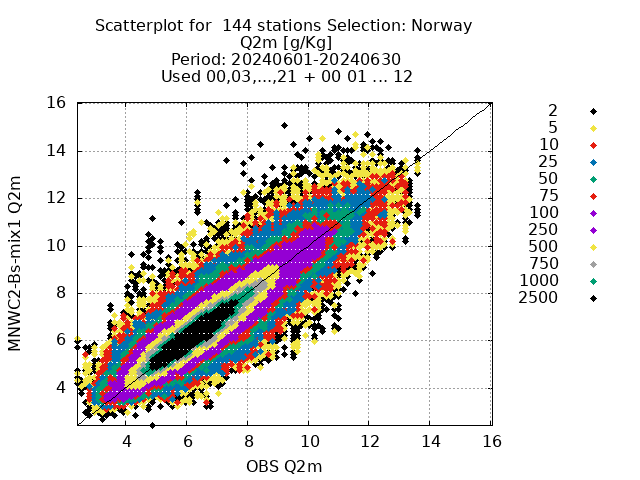 Scatterplot for  144 stations Selection: Norway
Q2m [g/Kg]
Period: 20240601-20240630
Used 00,03,...,21 + 00 01 ... 12
16
14
12
10
8
6
4
4 6 8 10 12 14 16
MNWC2-Bs-mix1 Q2m
OBS Q2m
2
5
10
25
50
75
100
250
500
750
1000
2500